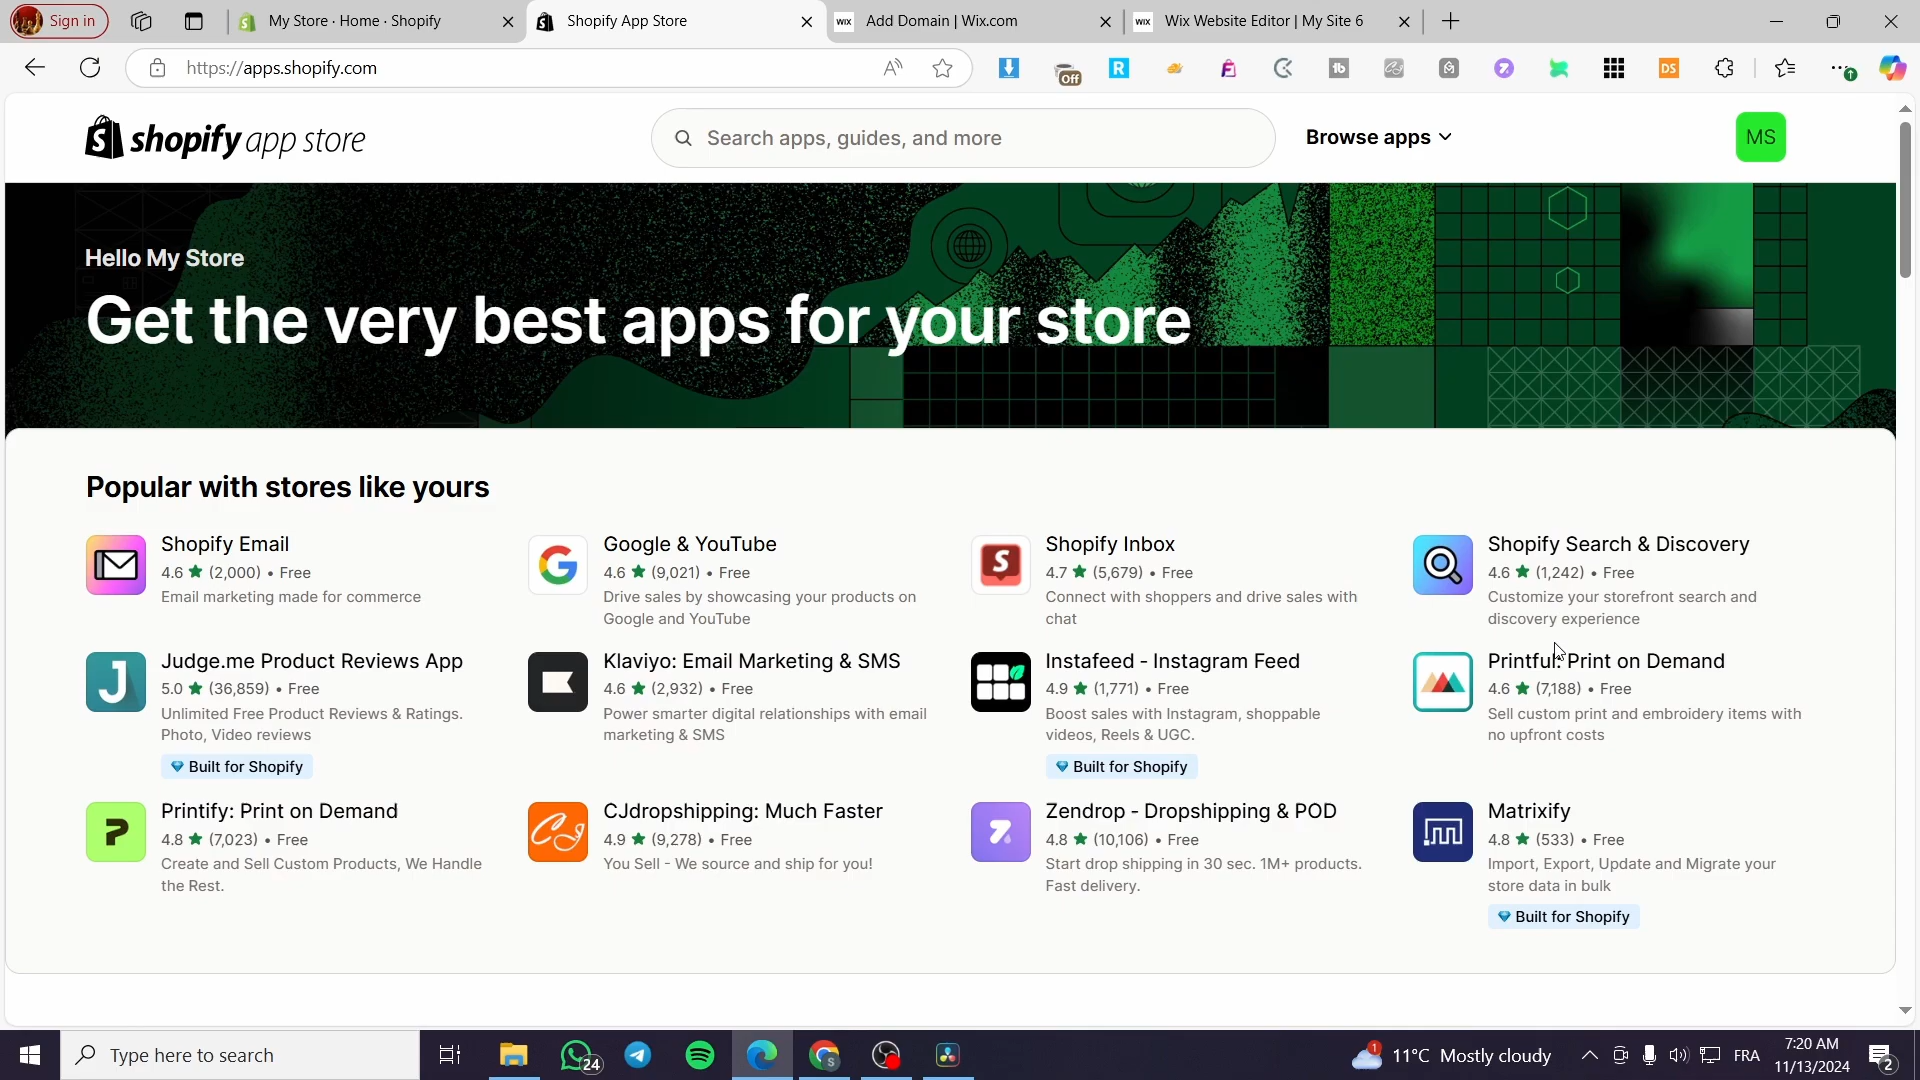 Sign in
My Store · Home · Shopify
Shopify App Store
WIX Add Domain | Wix.com
WIX Wix Website Editor | My Site 6
https://apps.shopify.com
shopify app store
Search apps, guides, and more
Browse apps
MS
Hello My Store
Get the very best apps for your store
Popular with stores like yours
Shopify Email
4.6 ★ (2,000) • Free
Email marketing made for commerce
Google & YouTube
4.6 ★ (9,021) • Free
Drive sales by showcasing your products on
Google and YouTube
Shopify Inbox
4.7 ★ (5,679) • Free
Connect with shoppers and drive sales with
chat
Shopify Search & Discovery
4.6 ★ (1,242) • Free
Customize your storefront search and
discovery experience
Judge.me Product Reviews App
5.0 ★ (36,859) • Free
Unlimited Free Product Reviews & Ratings.
Photo, Video reviews
Built for Shopify
Klaviyo: Email Marketing & SMS
4.6 ★ (2,932) • Free
Power smarter digital relationships with email
marketing & SMS
Instafeed - Instagram Feed
4.9 ★ (1,771) • Free
Boost sales with Instagram, shoppable
videos, Reels & UGC.
Built for Shopify
Printful: Print on Demand
4.6 ★ (7,188) • Free
Sell custom print and embroidery items with
no upfront costs
Printify: Print on Demand
4.8 ★ (7,023) • Free
Create and Sell Custom Products, We Handle
the Rest.
CJdropshipping: Much Faster
4.9 ★ (9,278) • Free
You Sell - We source and ship for you!
Zendrop - Dropshipping & POD
4.8 ★ (10,106) • Free
Start drop shipping in 30 sec. 1M+ products.
Fast delivery.
Matrixify
4.8 ★ (533) • Free
Import, Export, Update and Migrate your
store data in bulk
Built for Shopify
Type here to search
24
11°C Mostly cloudy
FRA
7:20 AM
11/13/2024
2